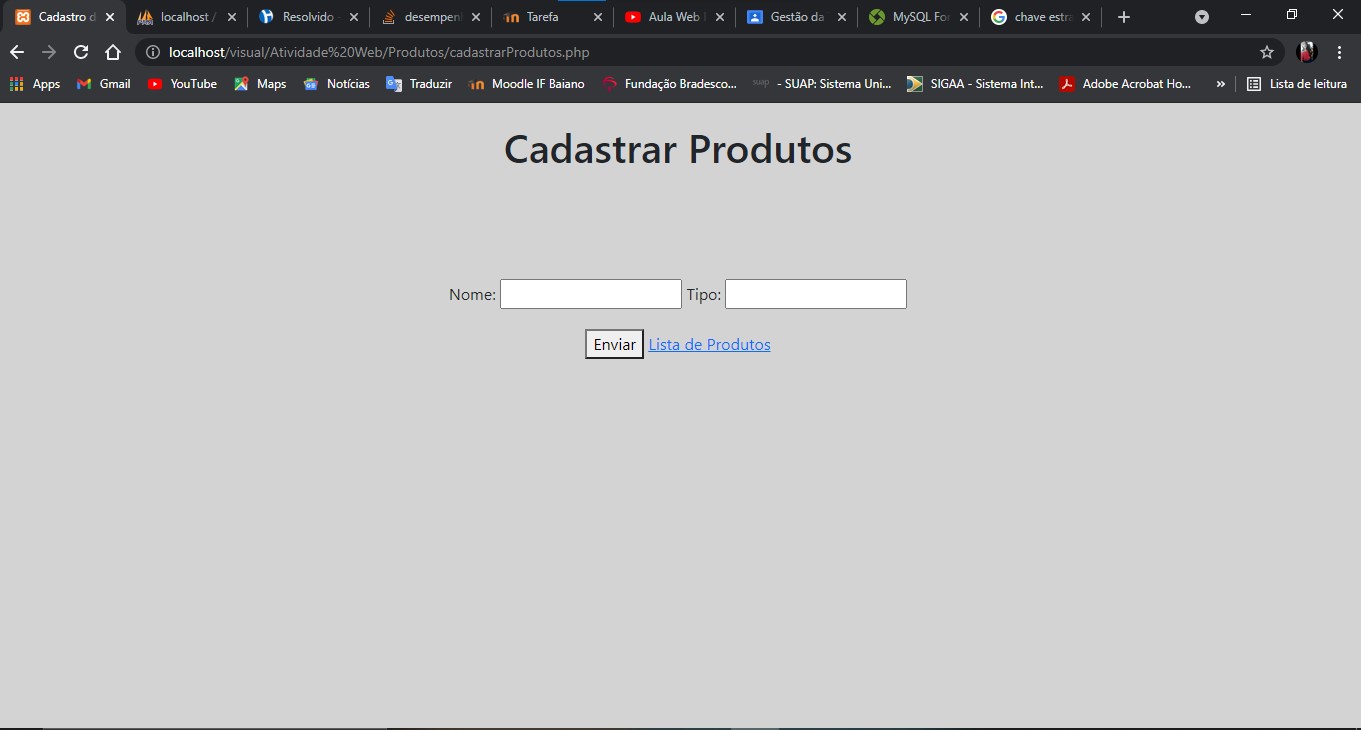 Cadastro d localhost / Resolvido - desempenh Tarefa Aula Web Gestão da MySQL For chave estra
localhost/visual/Atividade%20Web/Produtos/cadastrarProdutos.php
Apps Gmail YouTube Maps Notícias Traduzir Moodle IF Baiano Fundação Bradesco... suap - SUAP: Sistema Uni... SIGAA - Sistema Int... Adobe Acrobat Ho... » Lista de leitura
Cadastrar Produtos
Nome: Tipo:
Enviar Lista de Produtos